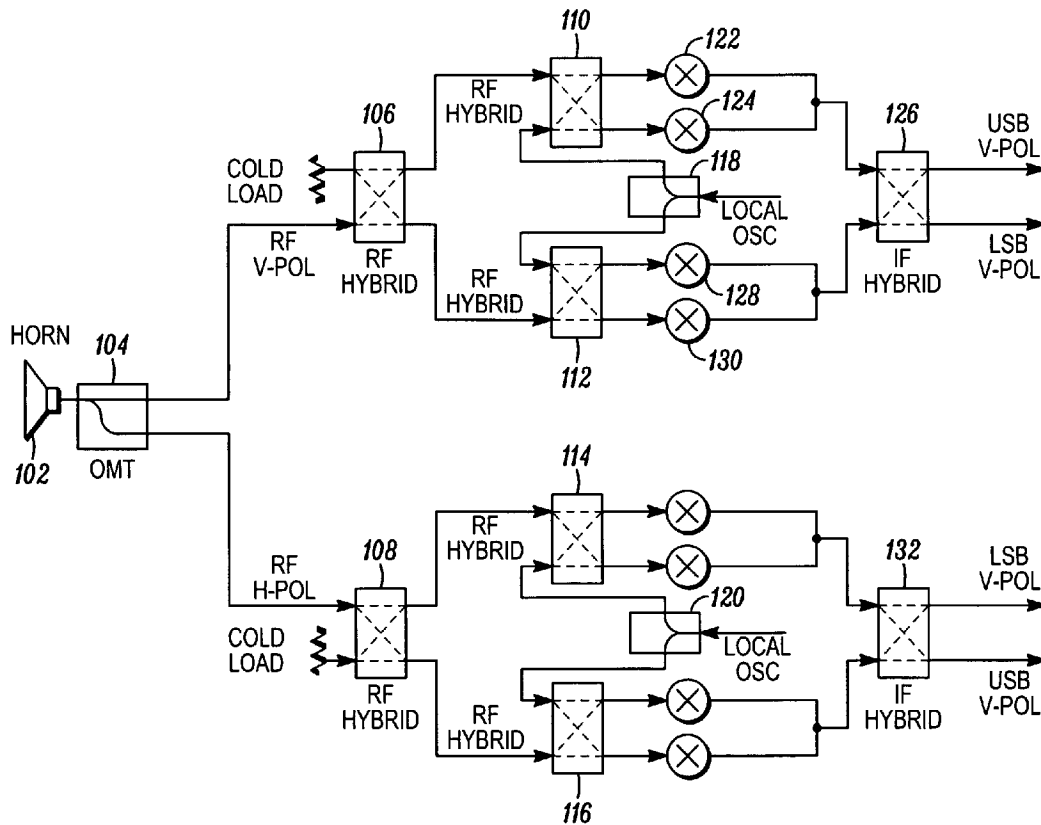 110
122
RF
HYBRID
124
106
126
USB
V-POL
COLD
LOAD
118
LOCAL
OSC
RF
V-POL
RF
HYBRID
RF
HYBRID
128
IF
HYBRID
LSB
V-POL
HORN
104
112
130
102
OMT
114
RF
HYBRID
108
132
LSB
V-POL
RF
H-POL
120
COLD
LOAD
LOCAL
OSC
RF
HYBRID
RF
HYBRID
IF
HYBRID
USB
V-POL
116